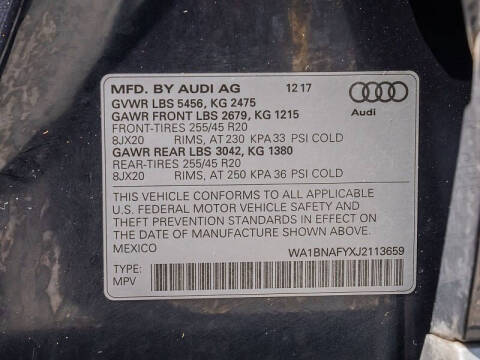 MFD. BY AUDI AG 12 17
GVWR LBS 5456, KG 2475
GAWR FRONT LBS 2679, KG 1215
FRONT-TIRES 255/45 R20
8JX20 RIMS, AT 230 KPA 33 PSI COLD
GAWR REAR LBS 3042, KG 1380
REAR-TIRES 255/45 R20
8JX20 RIMS, AT 250 KPA 36 PSI COLD
Audi
THIS VEHICLE CONFORMS TO ALL APPLICABLE
U.S. FEDERAL MOTOR VEHICLE SAFETY AND
THEFT PREVENTION STANDARDS IN EFFECT ON
THE DATE OF MANUFACTURE SHOWN ABOVE.
MEXICO WA1BNAFYXJ2113659
TYPE:
MPV